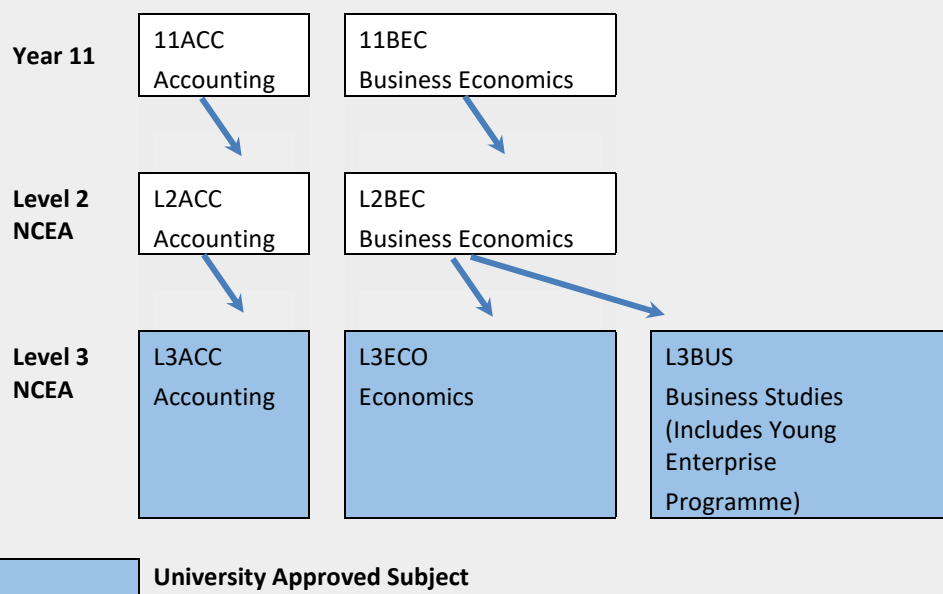 Year 11
11ACC
Accounting
11BEC
Business Economics
Level 2
NCEA
L2ACC
Accounting
L2BEC
Business Economics
Level 3
NCEA
L3ACC
Accounting
L3ECO
Economics
L3BUS
Business Studies
(Includes Young
Enterprise
Programme)
University Approved Subject